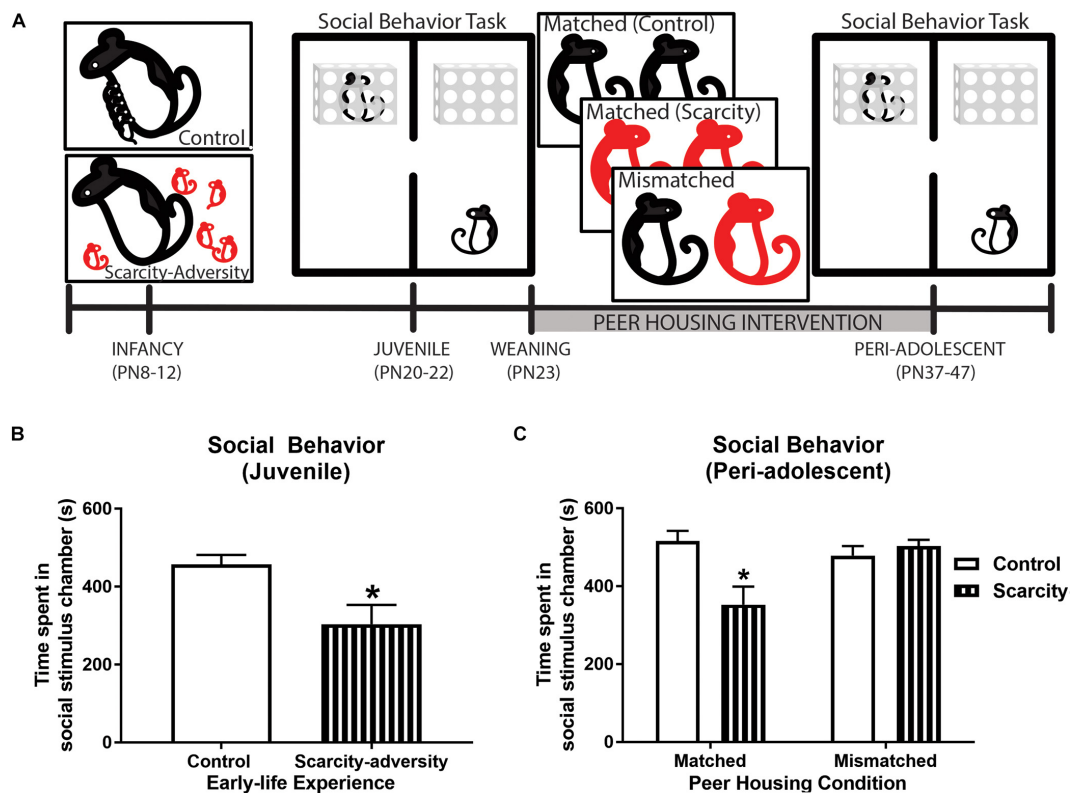 A
Control
Scarcity-Adversity
Social Behavior Task
Matched (Control)
Matched (Scarcity)
Mismatched
Social Behavior Task
PEER HOUSING INTERVENTION
INFANCY
(PN8-12)
JUVENILE
(PN20-22)
WEANING
(PN23)
PERI-ADOLESCENT
(PN37-47)
B
Social Behavior
(Juvenile)
Time spent in
social stimulus chamber (s)
600
400
200
0
*
Control
Scarcity-adversity
Early-life Experience
C
Social Behavior
(Peri-adolescent)
Time spent in
social stimulus chamber (s)
600
400
200
0
*
Matched
Mismatched
Peer Housing Condition
Control
Scarcity